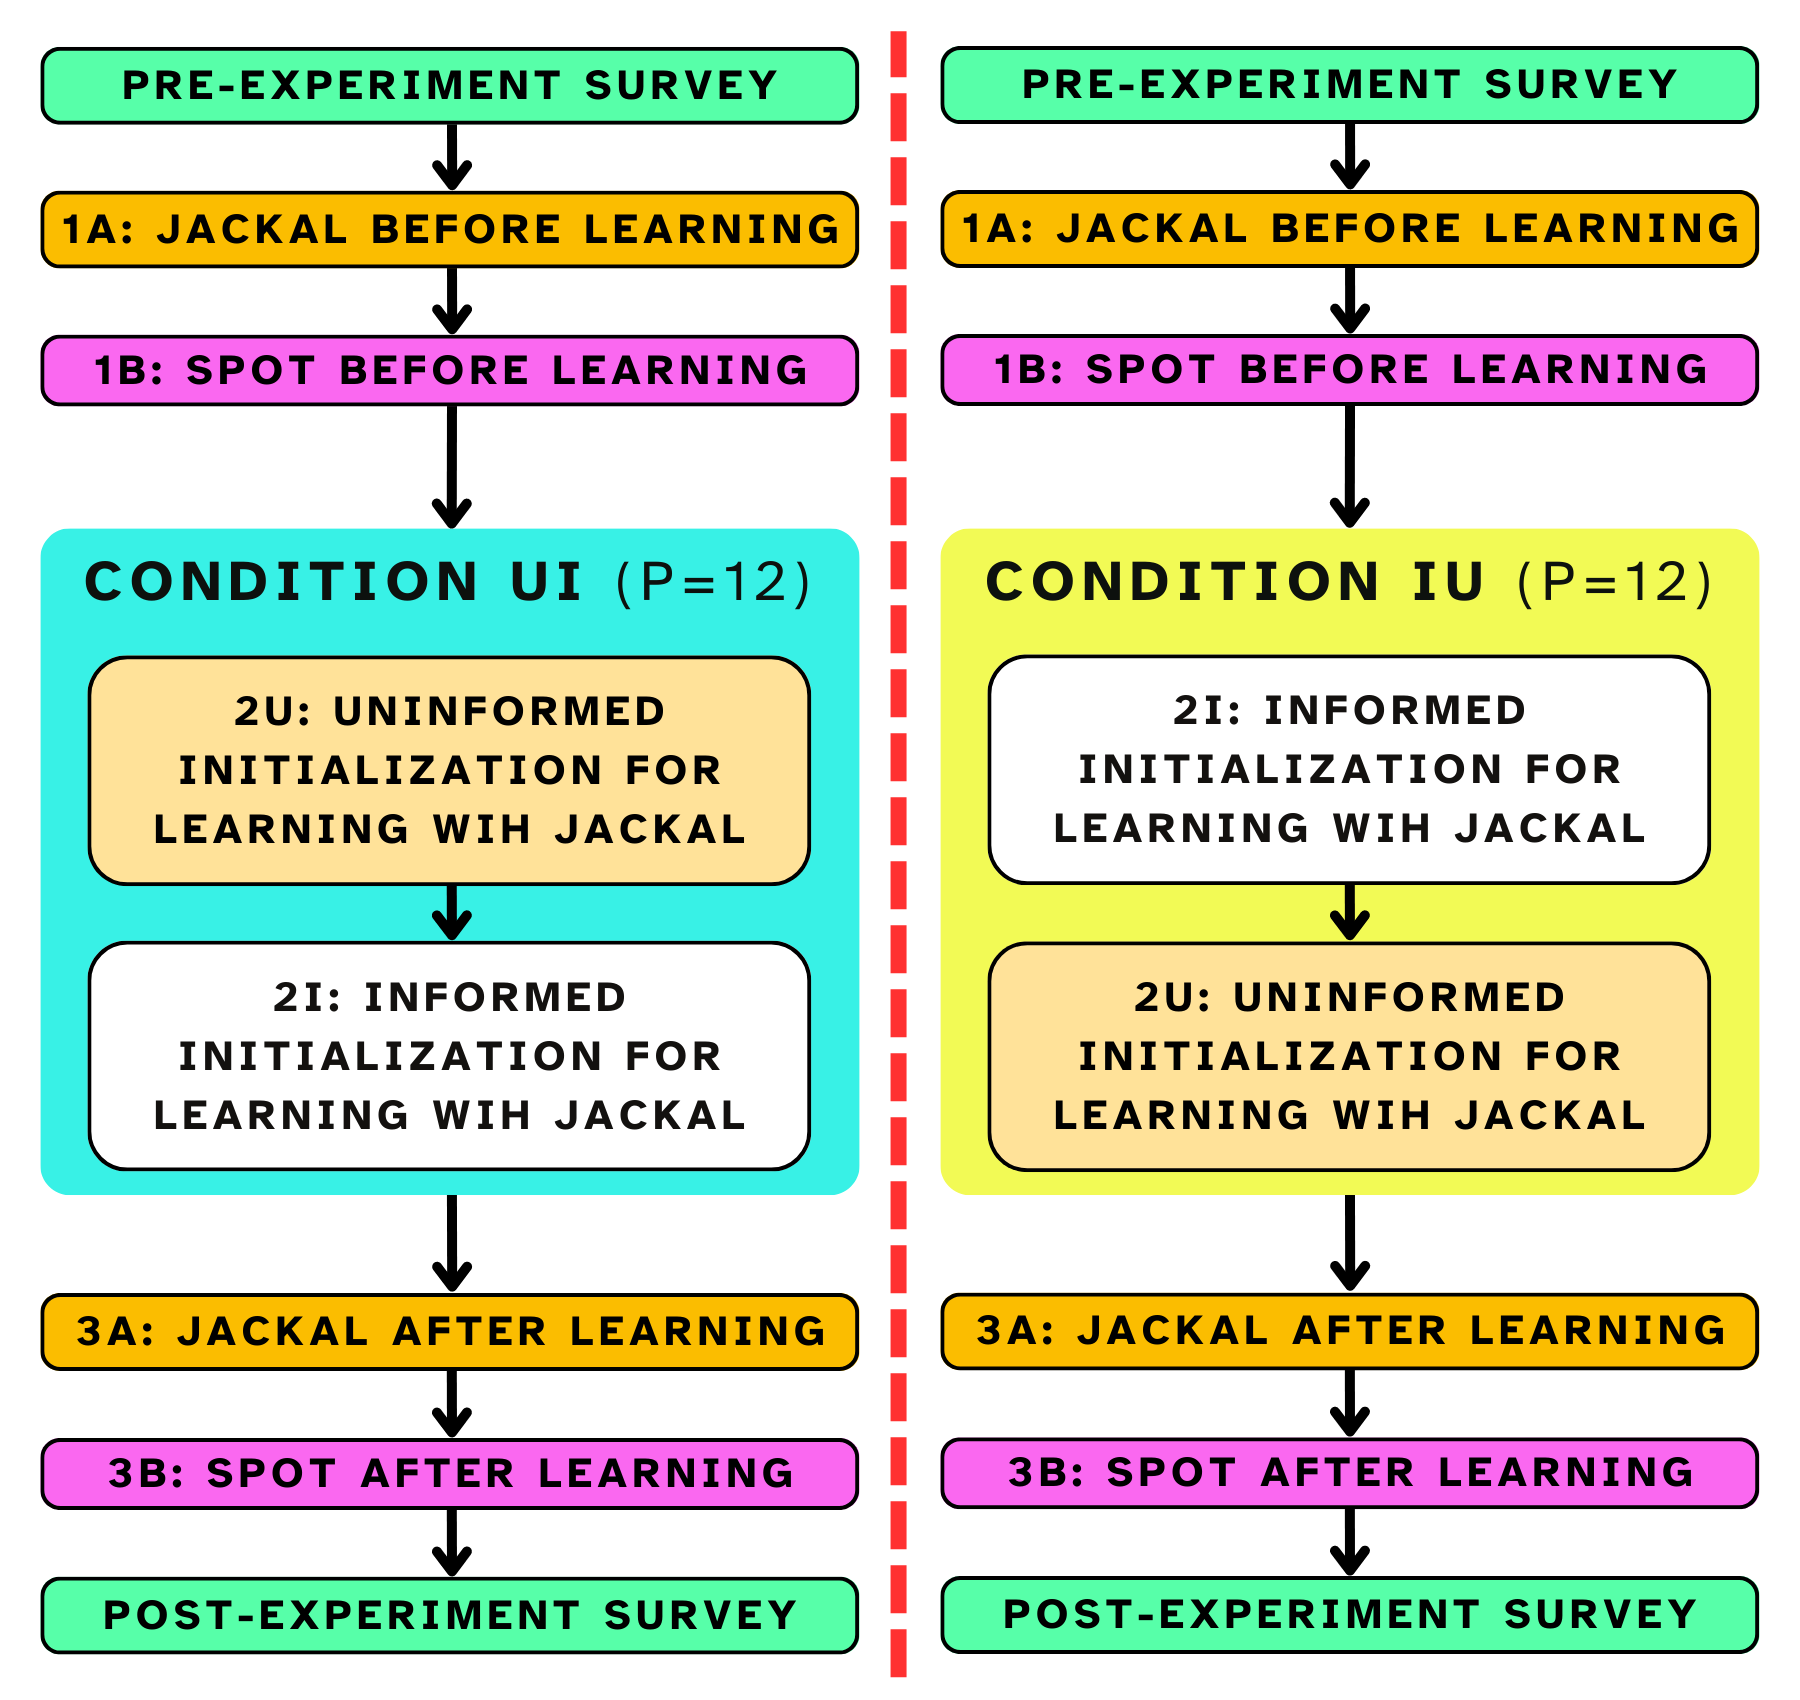 PRE-EXPERIMENT SURVEY
1A: JACKAL BEFORE LEARNING
1B: SPOT BEFORE LEARNING
CONDITION UI (P=12)
2U: UNINFORMED
INITIALIZATION FOR
LEARNING WIH JACKAL
2I: INFORMED
INITIALIZATION FOR
LEARNING WIH JACKAL
3A: JACKAL AFTER LEARNING
3B: SPOT AFTER LEARNING
POST-EXPERIMENT SURVEY
PRE-EXPERIMENT SURVEY
1A: JACKAL BEFORE LEARNING
1B: SPOT BEFORE LEARNING
CONDITION IU (P=12)
2I: INFORMED
INITIALIZATION FOR
LEARNING WIH JACKAL
2U: UNINFORMED
INITIALIZATION FOR
LEARNING WIH JACKAL
3A: JACKAL AFTER LEARNING
3B: SPOT AFTER LEARNING
POST-EXPERIMENT SURVEY